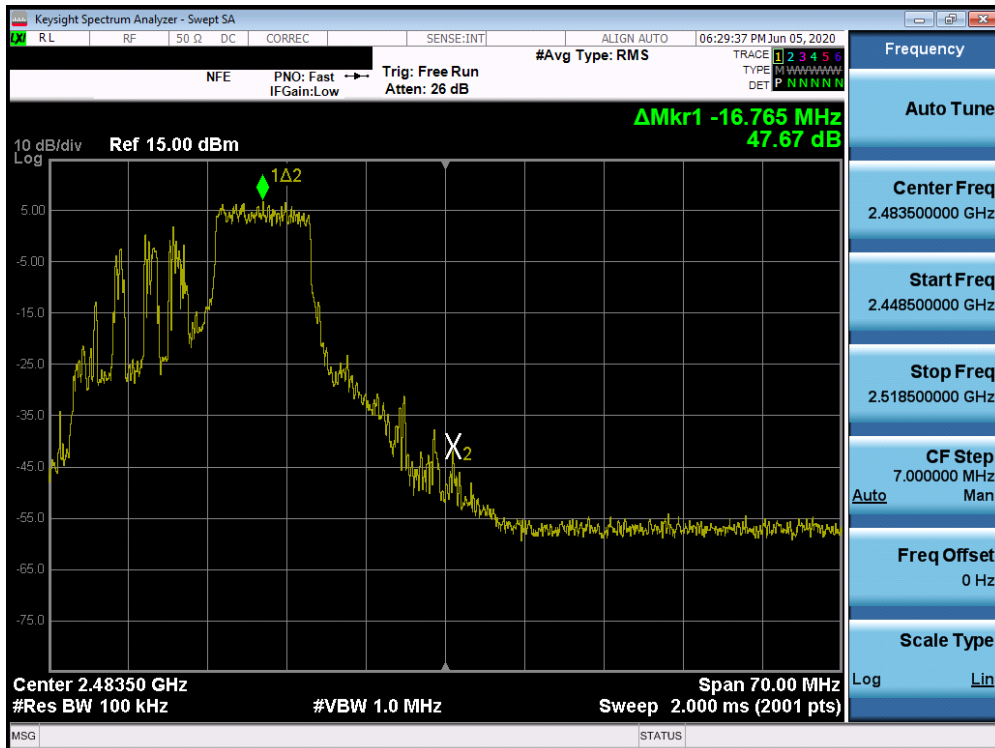 Keysight Spectrum Analyzer - Swept SA
LXI RL RF 50 Ω DC CORREC SENSE:INT ALIGN AUTO 06:29:37 PM Jun 05, 2020
Frequency
NFE PNO: Fast Trig: Free Run #Avg Type: RMS TRACE 1 2 3 4 5 6
IFGain:Low Atten: 26 dB TYPE M WWWWW
DET P N N N N N
Auto Tune
ΔMkr1 -16.765 MHz
47.67 dB
10 dB/div Ref 15.00 dBm
Log
1Δ2
5.00
-5.00
-15.0
-25.0
-35.0
-45.0
-55.0
-65.0
-75.0
X2
Center Freq
2.483500000 GHz
Start Freq
2.448500000 GHz
Stop Freq
2.518500000 GHz
CF Step
7.000000 MHz
Auto Man
Freq Offset
0 Hz
Scale Type
Log Lin
Center 2.48350 GHz Span 70.00 MHz
#Res BW 100 kHz #VBW 1.0 MHz Sweep 2.000 ms (2001 pts)
MSG STATUS